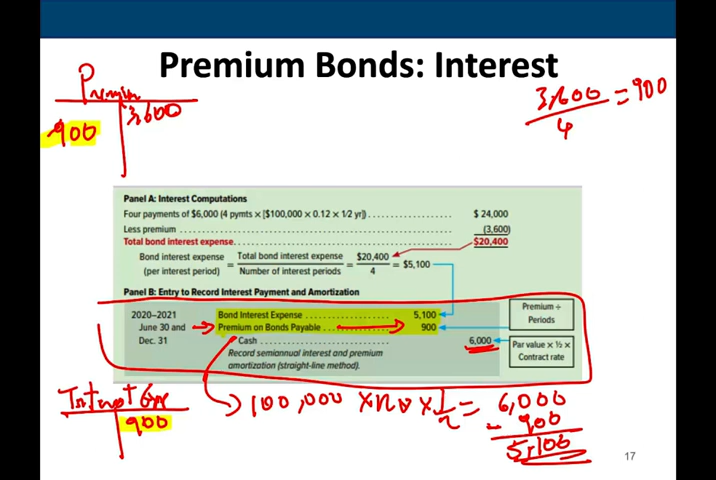 Premium Bonds: Interest
Premium
3,600
900
3,600
4
= 900
Panel A: Interest Computations
Four payments of $6,000 (4 pymts × [$100,000 × 0.12 × 1/2 yr]) . . . . . . . . . . . . . . . . . . $ 24,000
Less premium . . . . . . . . . . . . . . . . . . (3,600)
Total bond interest expense. . . . . . . . . . . . . . . . . . $20,400
Bond interest expense = Total bond interest expense = $20,400 = $5,100
(per interest period) Number of interest periods 4
Panel B: Entry to Record Interest Payment and Amortization
2020–2021 Bond Interest Expense . . . . . . . . . . . . . . . . . . 5,100
June 30 and Premium on Bonds Payable . . . . . . . . . . . . . . . . . . 900
Dec. 31 Cash . . . . . . . . . . . . . . . . . . 6,000
Record semiannual interest and premium
amortization (straight-line method).
Premium ÷
Periods
Par value × ½ ×
Contract rate
Interest Exp
900
100,000 × × 1/2 = 6,000
- 900
5,100
17